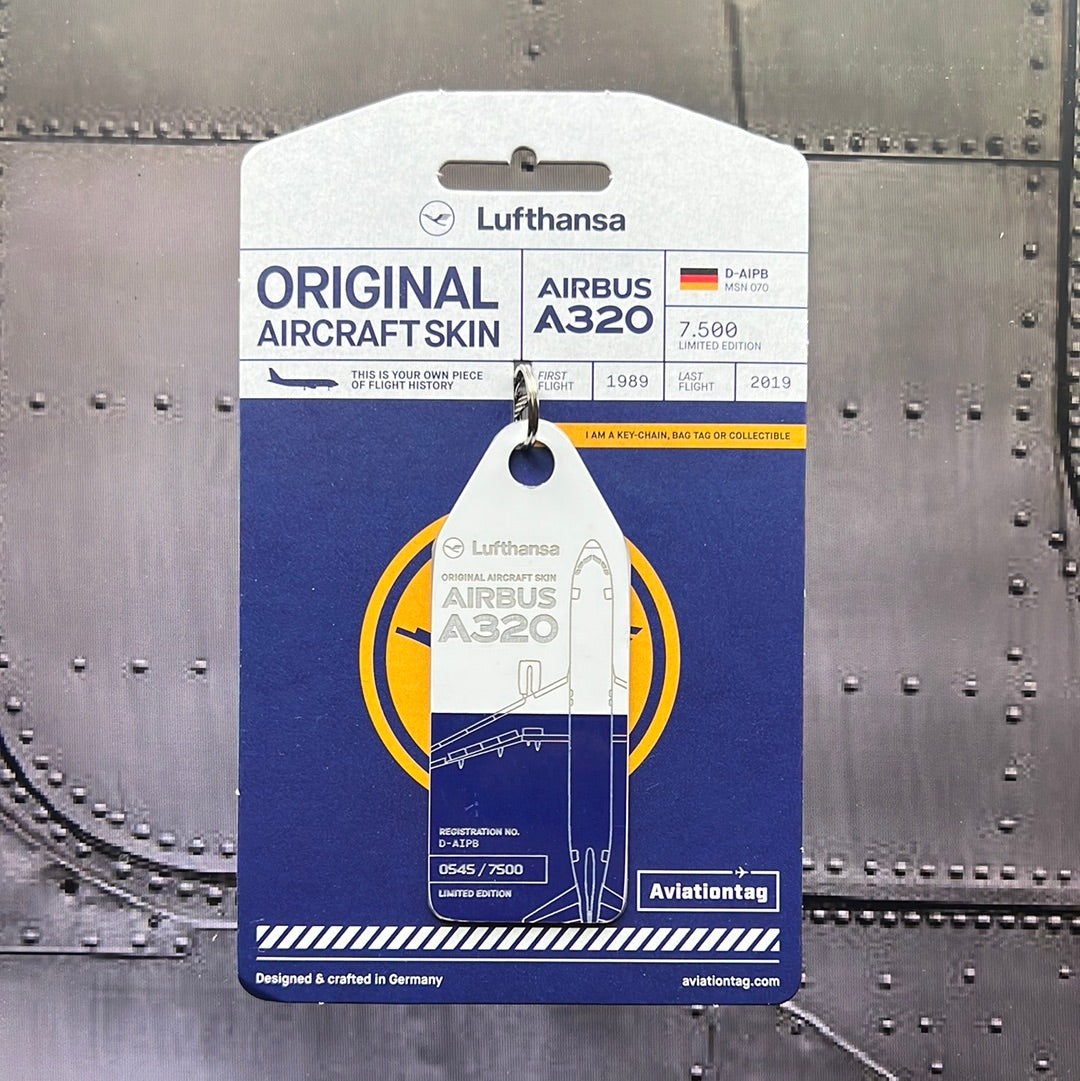 Lufthansa
ORIGINAL
AIRCRAFT SKIN
AIRBUS
A320
D-AIPB
MSN 070
7.500
LIMITED EDITION
THIS IS YOUR OWN PIECE
OF FLIGHT HISTORY
FIRST
FLIGHT
1989
LAST
FLIGHT
2019
I AM A KEY-CHAIN, BAG TAG OR COLLECTIBLE
Lufthansa
ORIGINAL AIRCRAFT SKIN
AIRBUS
A320
REGISTRATION NO.
D-AIPB
0545 / 7500
LIMITED EDITION
Aviationtag
Designed & crafted in Germany
aviationtag.com